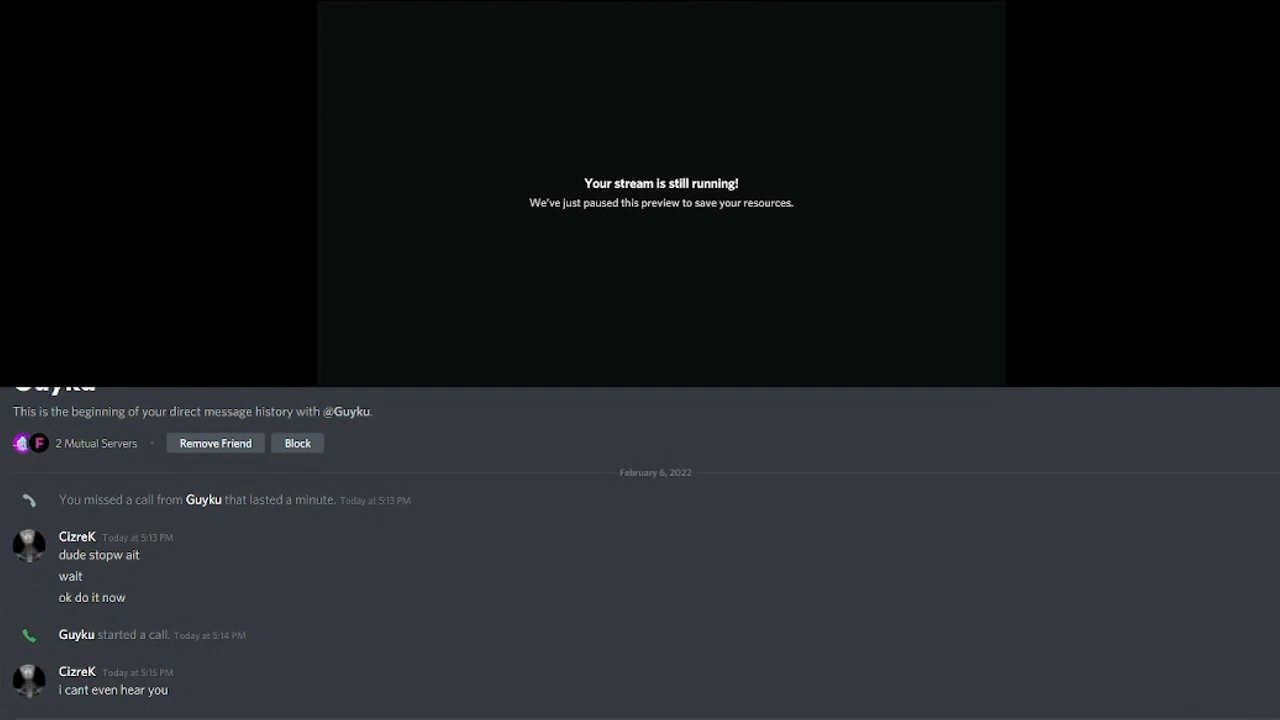 Your stream is still running!
We've just paused this preview to save your resources.
Guyku
This is the beginning of your direct message history with @Guyku.
F 2 Mutual Servers • Remove Friend Block
February 6, 2022
You missed a call from Guyku that lasted a minute. Today at 5:13 PM
CizreK Today at 5:13 PM
dude stopw ait
wait
ok do it now
Guyku started a call. Today at 5:14 PM
CizreK Today at 5:15 PM
i cant even hear you